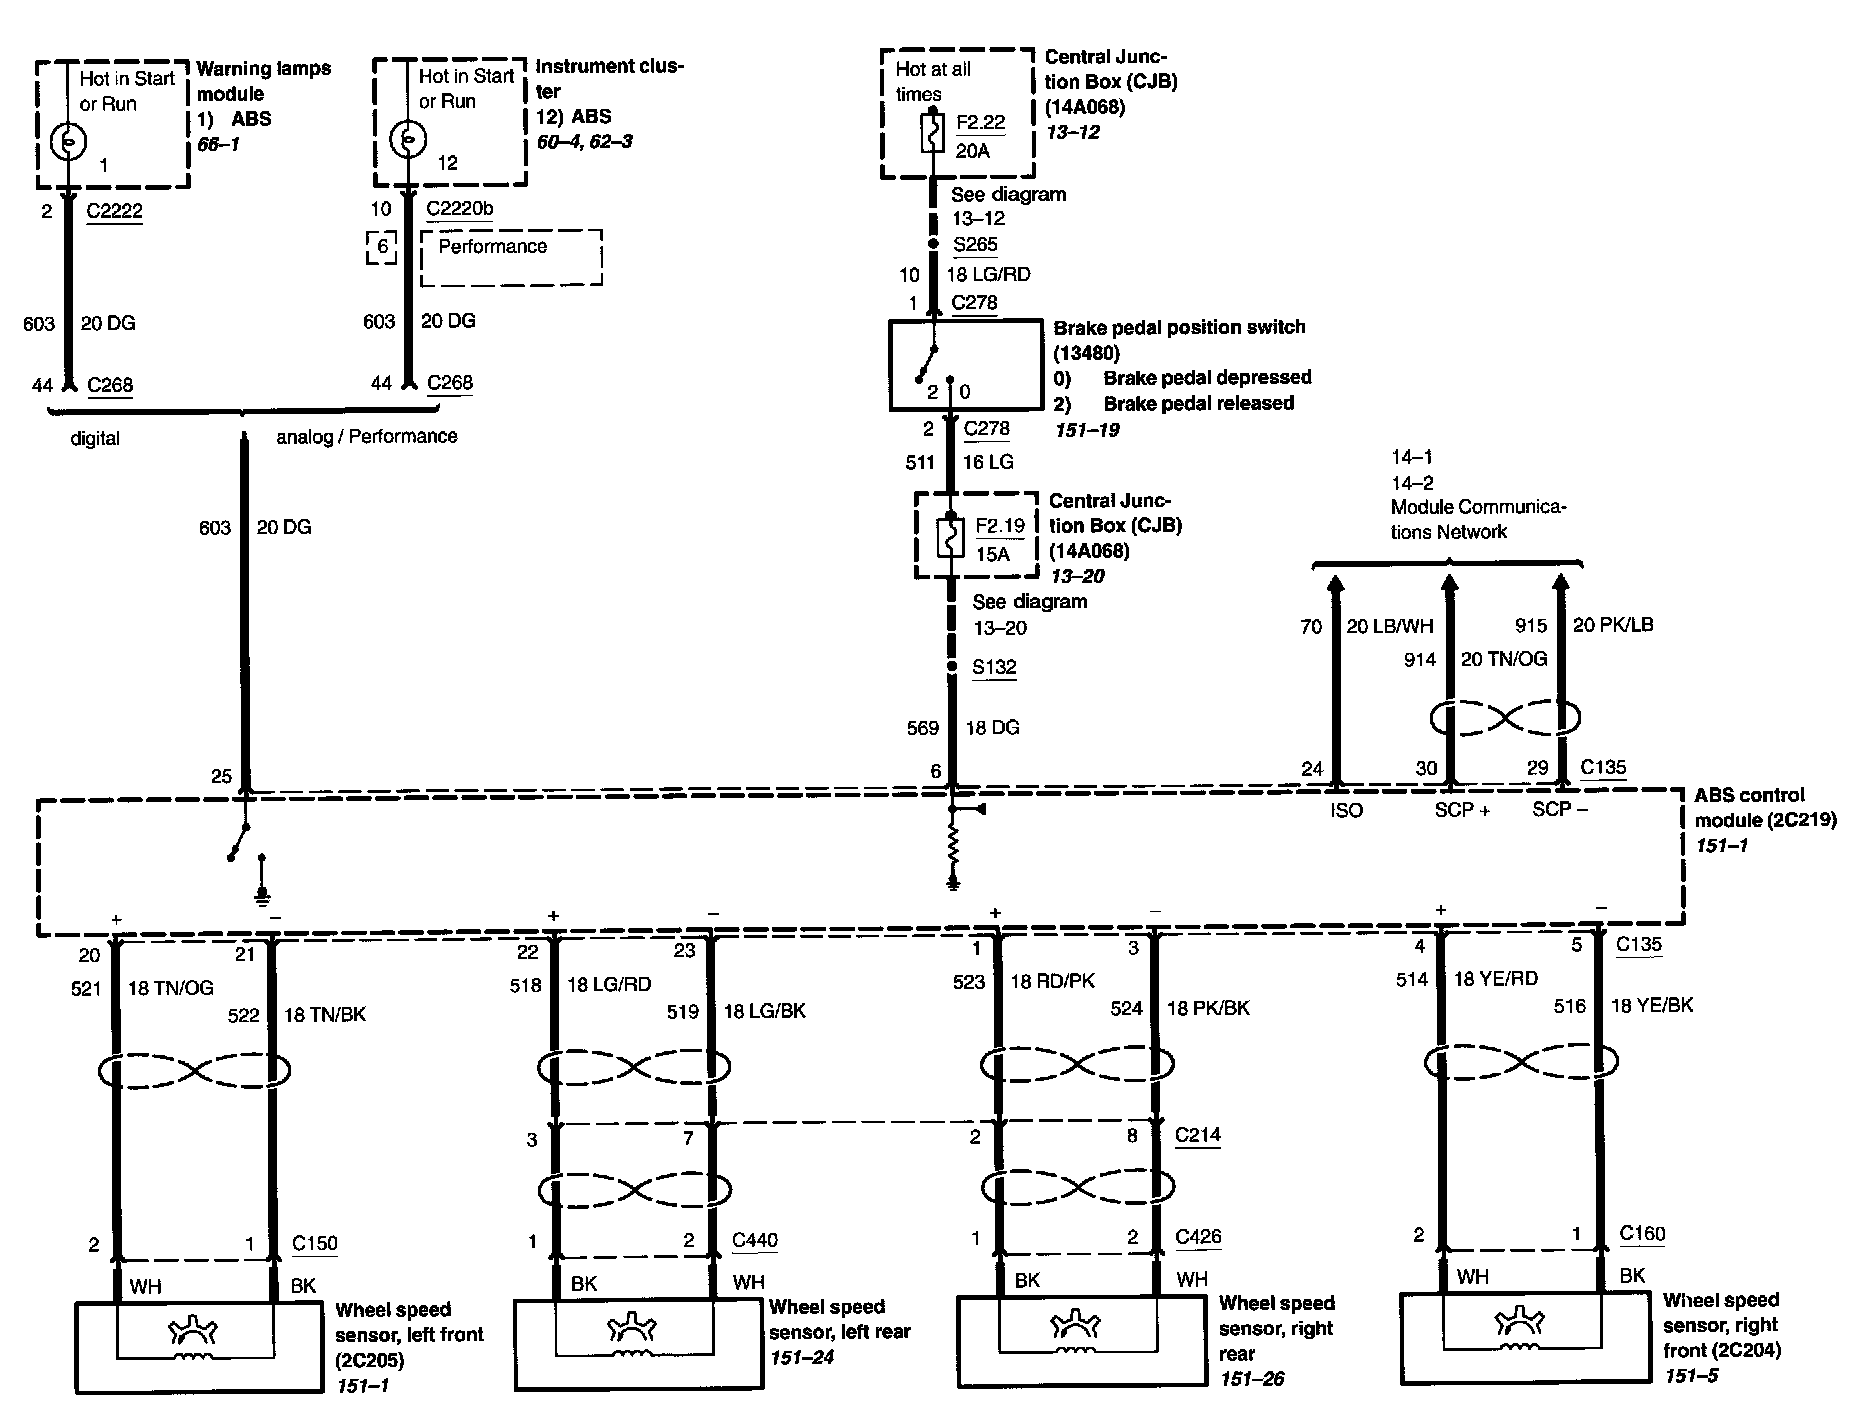 Hot in Start
or Run
1
Warning lamps
module
1) ABS
66–1
2 C2222
603 20 DG
44 C268
digital
Hot in Start
or Run
12
Instrument clus-
ter
12) ABS
60–4, 62–3
10 C2220b
6 Performance
603 20 DG
44 C268
analog / Performance
603 20 DG
25
Hot at all
times
F2.22
20A
Central Junc-
tion Box (CJB)
(14A068)
13–12
See diagram
13–12
S265
10 18 LG/RD
1 C278
2 0
Brake pedal position switch
(13480)
0) Brake pedal depressed
2) Brake pedal released
151–19
2 C278
511 16 LG
F2.19
15A
Central Junc-
tion Box (CJB)
(14A068)
13–20
See diagram
13–20
S132
569 18 DG
6
14–1
14–2
Module Communica-
tions Network
70 20 LB/WH
915 20 PK/LB
914 20 TN/OG
24 30 29 C135
ISO SCP + SCP –
ABS control
module (2C219)
151–1
+ – + – + – + –
20 21 22 23 1 3 4 5 C135
521 18 TN/OG
522 18 TN/BK
518 18 LG/RD
519 18 LG/BK
523 18 RD/PK
524 18 PK/BK
514 18 YE/RD
516 18 YE/BK
3 7 2 8 C214
2 1 C150
1 2 C440
1 2 C426
2 1 C160
WH BK
BK WH
BK WH
WH BK
Wheel speed
sensor, left front
(2C205)
151–1
Wheel speed
sensor, left rear
151–24
Wheel speed
sensor, right
rear
151–26
Wheel speed
sensor, right
front (2C204)
151–5